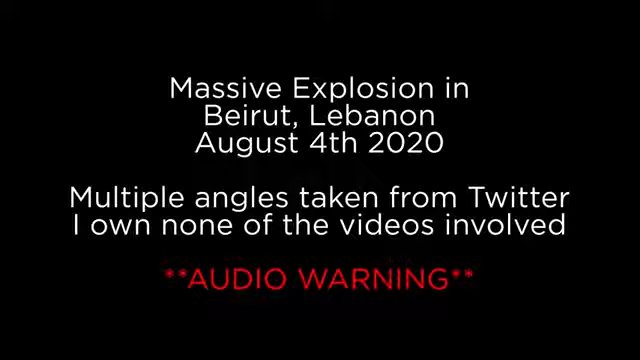 Massive Explosion in
Beirut, Lebanon
August 4th 2020
Multiple angles taken from Twitter
I own none of the videos involved
**AUDIO WARNING**